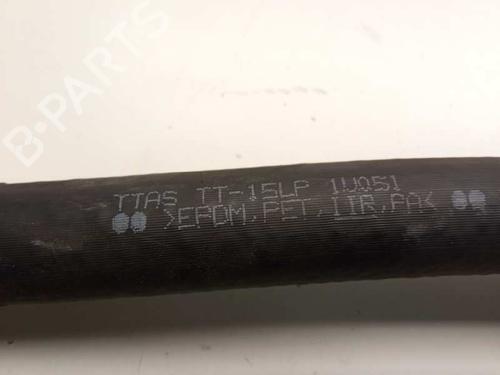 B-PARTS
TTAS TT-15LP 1U051
>EPDM,PET,IIR,PA<